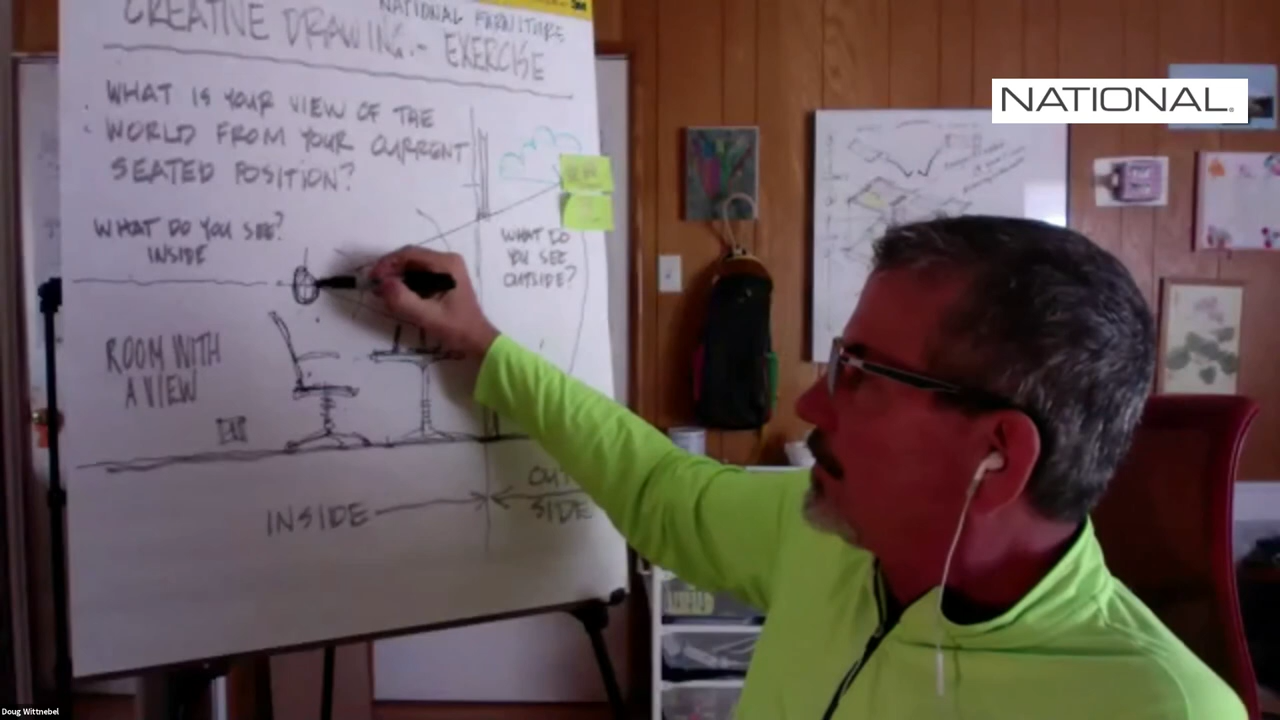 NATIONAL FURNITURE
CREATIVE DRAWING - EXERCISE
WHAT IS YOUR VIEW OF THE
WORLD FROM YOUR CURRENT
SEATED POSITION?
WHAT DO YOU SEE?
INSIDE
WHAT DO
YOU SEE
OUTSIDE?
ROOM WITH
A VIEW
INSIDE
OUT
SIDE
NATIONAL®
Doug Wittnebel